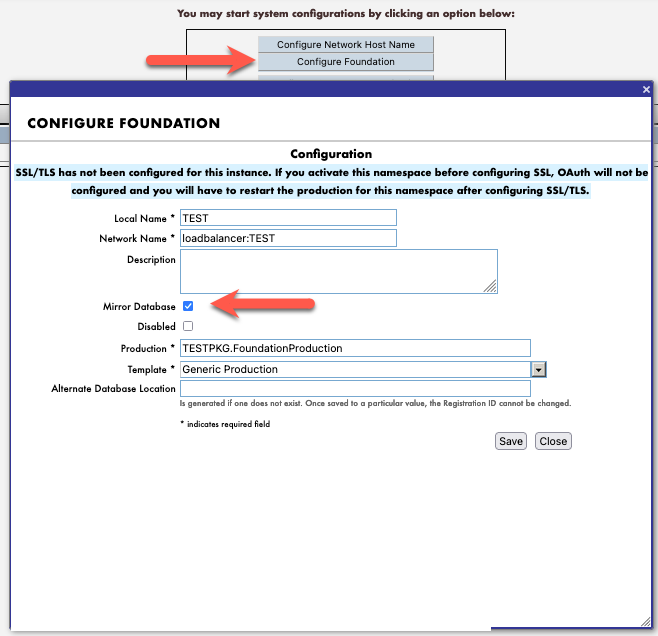 You may start system configurations by clicking an option below:
Configure Network Host Name
Configure Foundation
CONFIGURE FOUNDATION
Configuration
SSL/TLS has not been configured for this instance. If you activate this namespace before configuring SSL, OAuth will not be
configured and you will have to restart the production for this namespace after configuring SSL/TLS.
Local Name * TEST
Network Name * loadbalancer:TEST
Description
Mirror Database
Disabled
Production * TESTPKG.FoundationProduction
Template * Generic Production
Alternate Database Location
Is generated if one does not exist. Once saved to a particular value, the Registration ID cannot be changed.
* indicates required field
Save Close